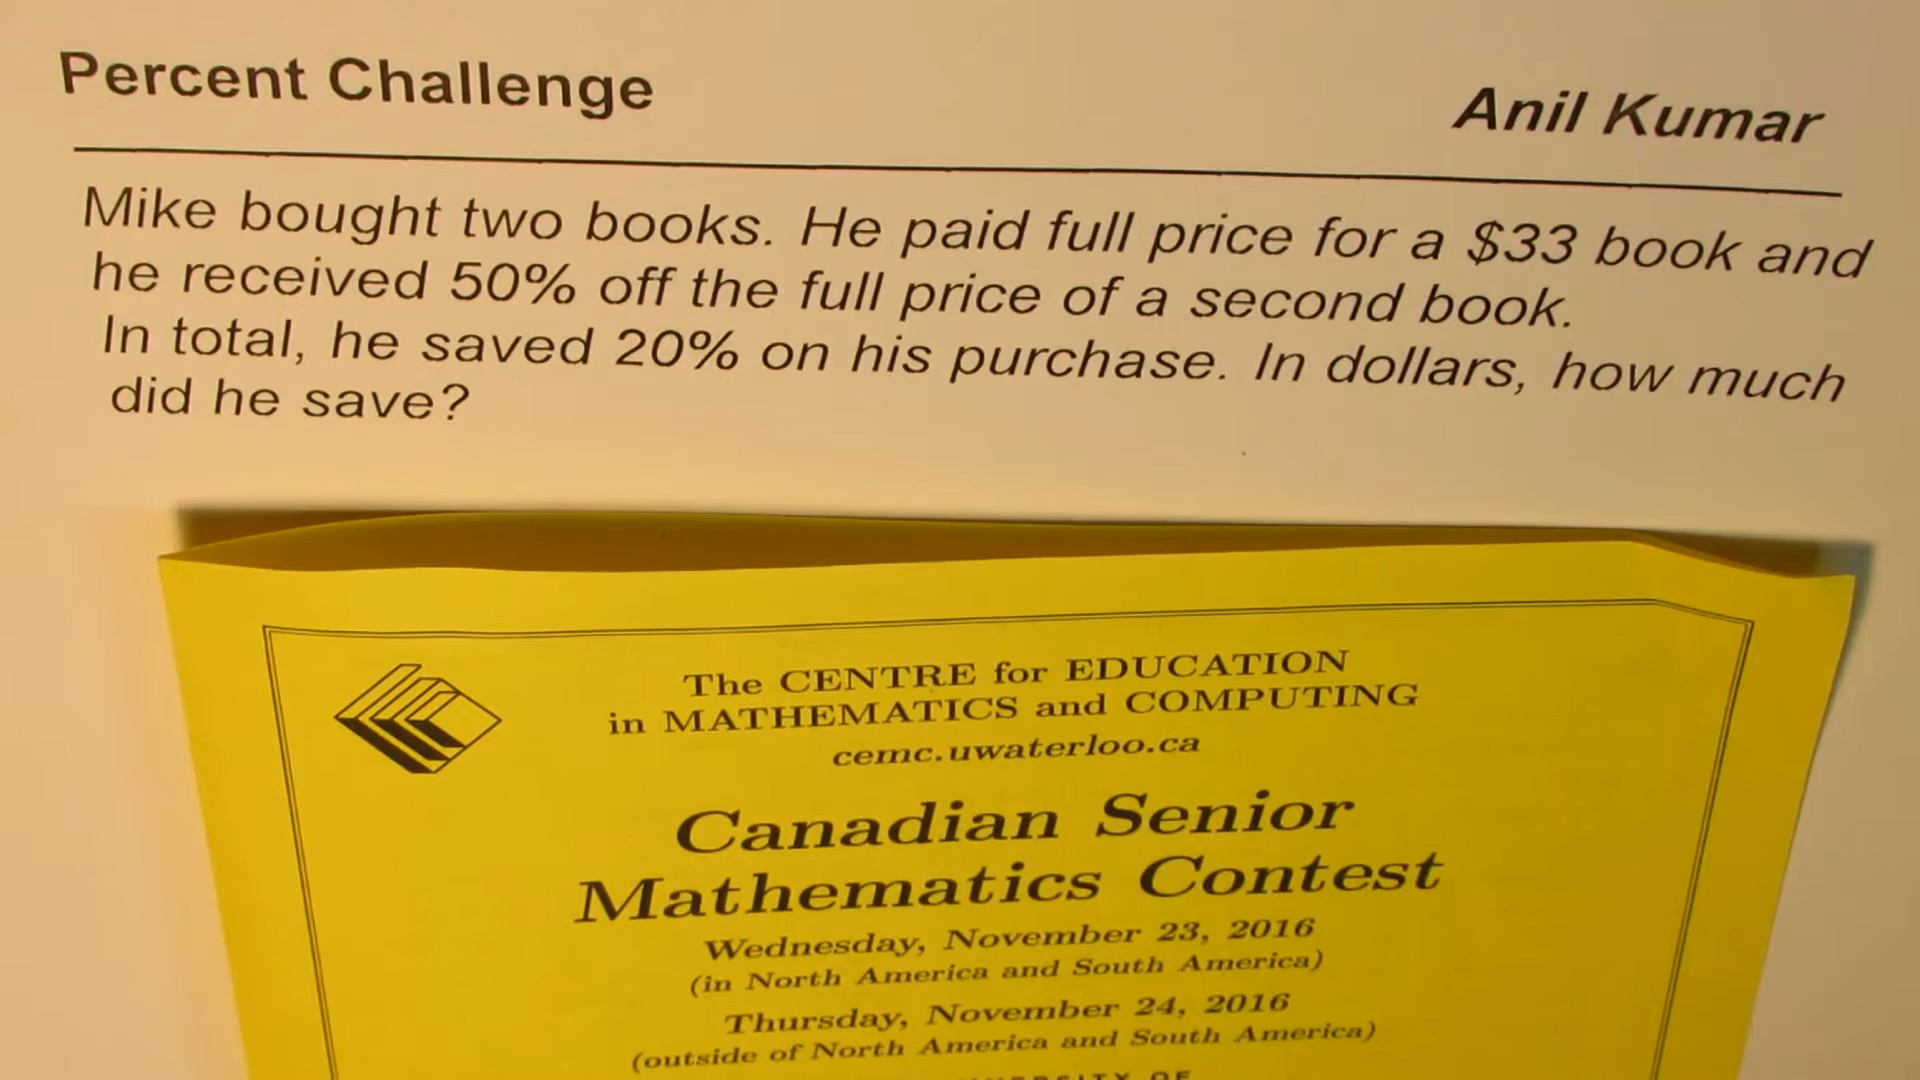 Percent Challenge
Anil Kumar
Mike bought two books. He paid full price for a $33 book and
he received 50% off the full price of a second book.
In total, he saved 20% on his purchase. In dollars, how much
did he save?
The CENTRE for EDUCATION
in MATHEMATICS and COMPUTING
cemc.uwaterloo.ca
Canadian Senior
Mathematics Contest
Wednesday, November 23, 2016
(in North America and South America)
Thursday, November 24, 2016
(outside of North America and South America)
OF